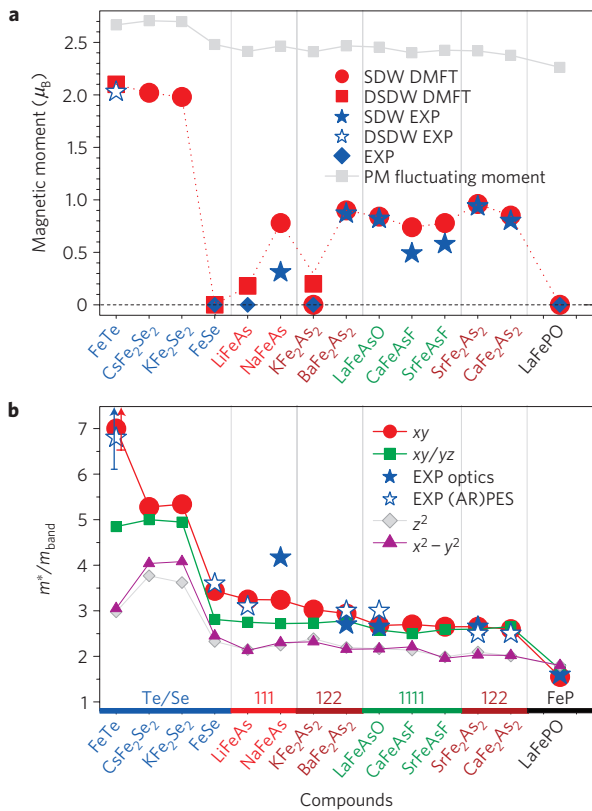 a
Magnetic moment (μB)
2.5
2.0
1.5
1.0
0.5
0
SDW DMFT
DSDW DMFT
SDW EXP
DSDW EXP
EXP
PM fluctuating moment
FeTe
CsFe2Se2
KFe2Se2
FeSe
LiFeAs
NaFeAs
KFe2As2
BaFe2As2
LaFeAsO
CaFeAsF
SrFeAsF
SrFe2As2
CaFe2As2
LaFePO
b
m*/mband
7
6
5
4
3
2
1
xy
xy/yz
EXP optics
EXP (AR)PES
z²
x² – y²
Te/Se 111 122 1111 122 FeP
FeTe
CsFe2Se2
KFe2Se2
FeSe
LiFeAs
NaFeAs
KFe2As2
BaFe2As2
LaFeAsO
CaFeAsF
SrFeAsF
SrFe2As2
CaFe2As2
LaFePO
Compounds